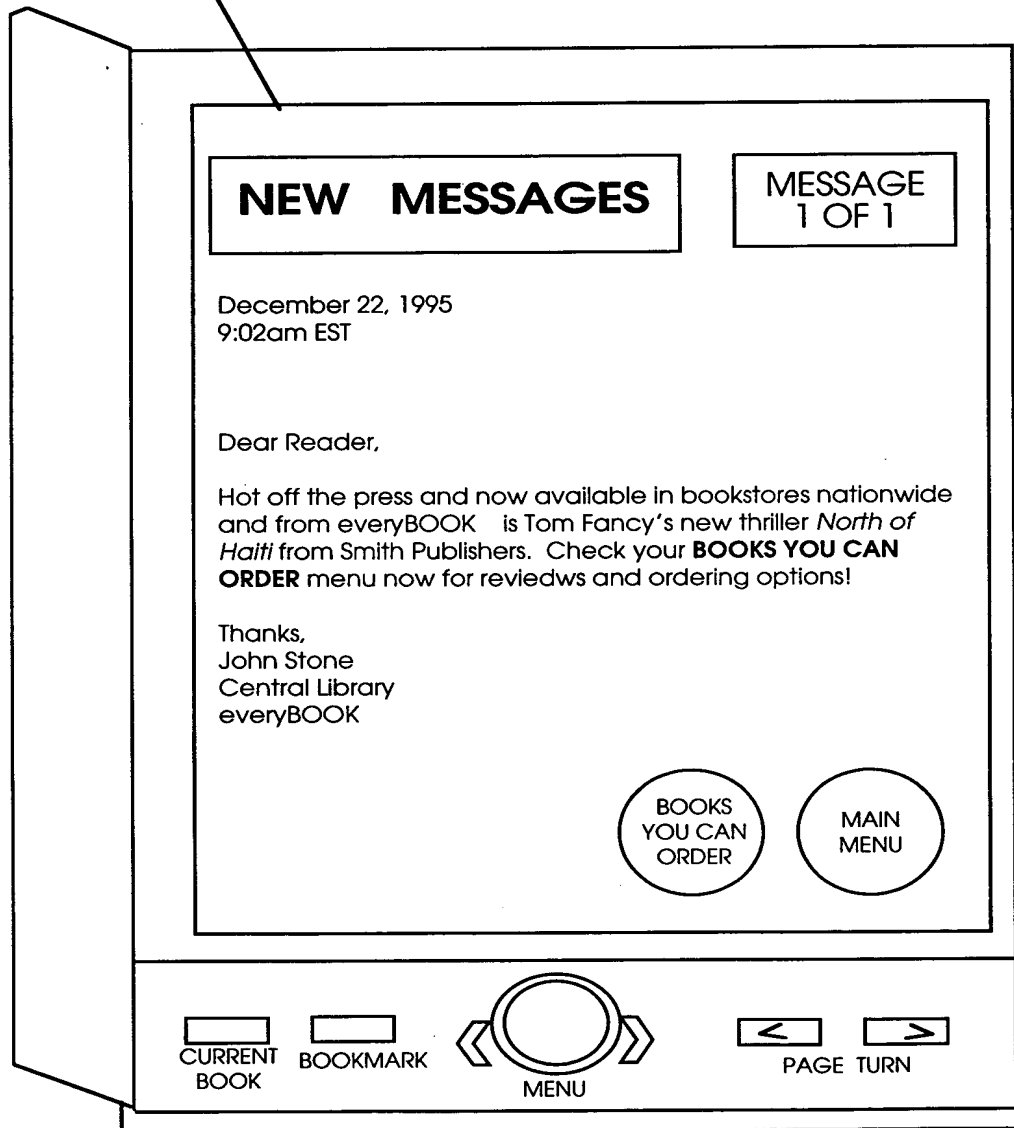 NEW MESSAGES
MESSAGE
1 OF 1
December 22, 1995
9:02am EST
Dear Reader,
Hot off the press and now available in bookstores nationwide
and from everyBOOK is Tom Fancy's new thriller North of
Haiti from Smith Publishers. Check your BOOKS YOU CAN
ORDER menu now for reviedws and ordering options!
Thanks,
John Stone
Central Library
everyBOOK
BOOKS
YOU CAN
ORDER
MAIN
MENU
CURRENT
BOOK
BOOKMARK
MENU
< >
PAGE TURN